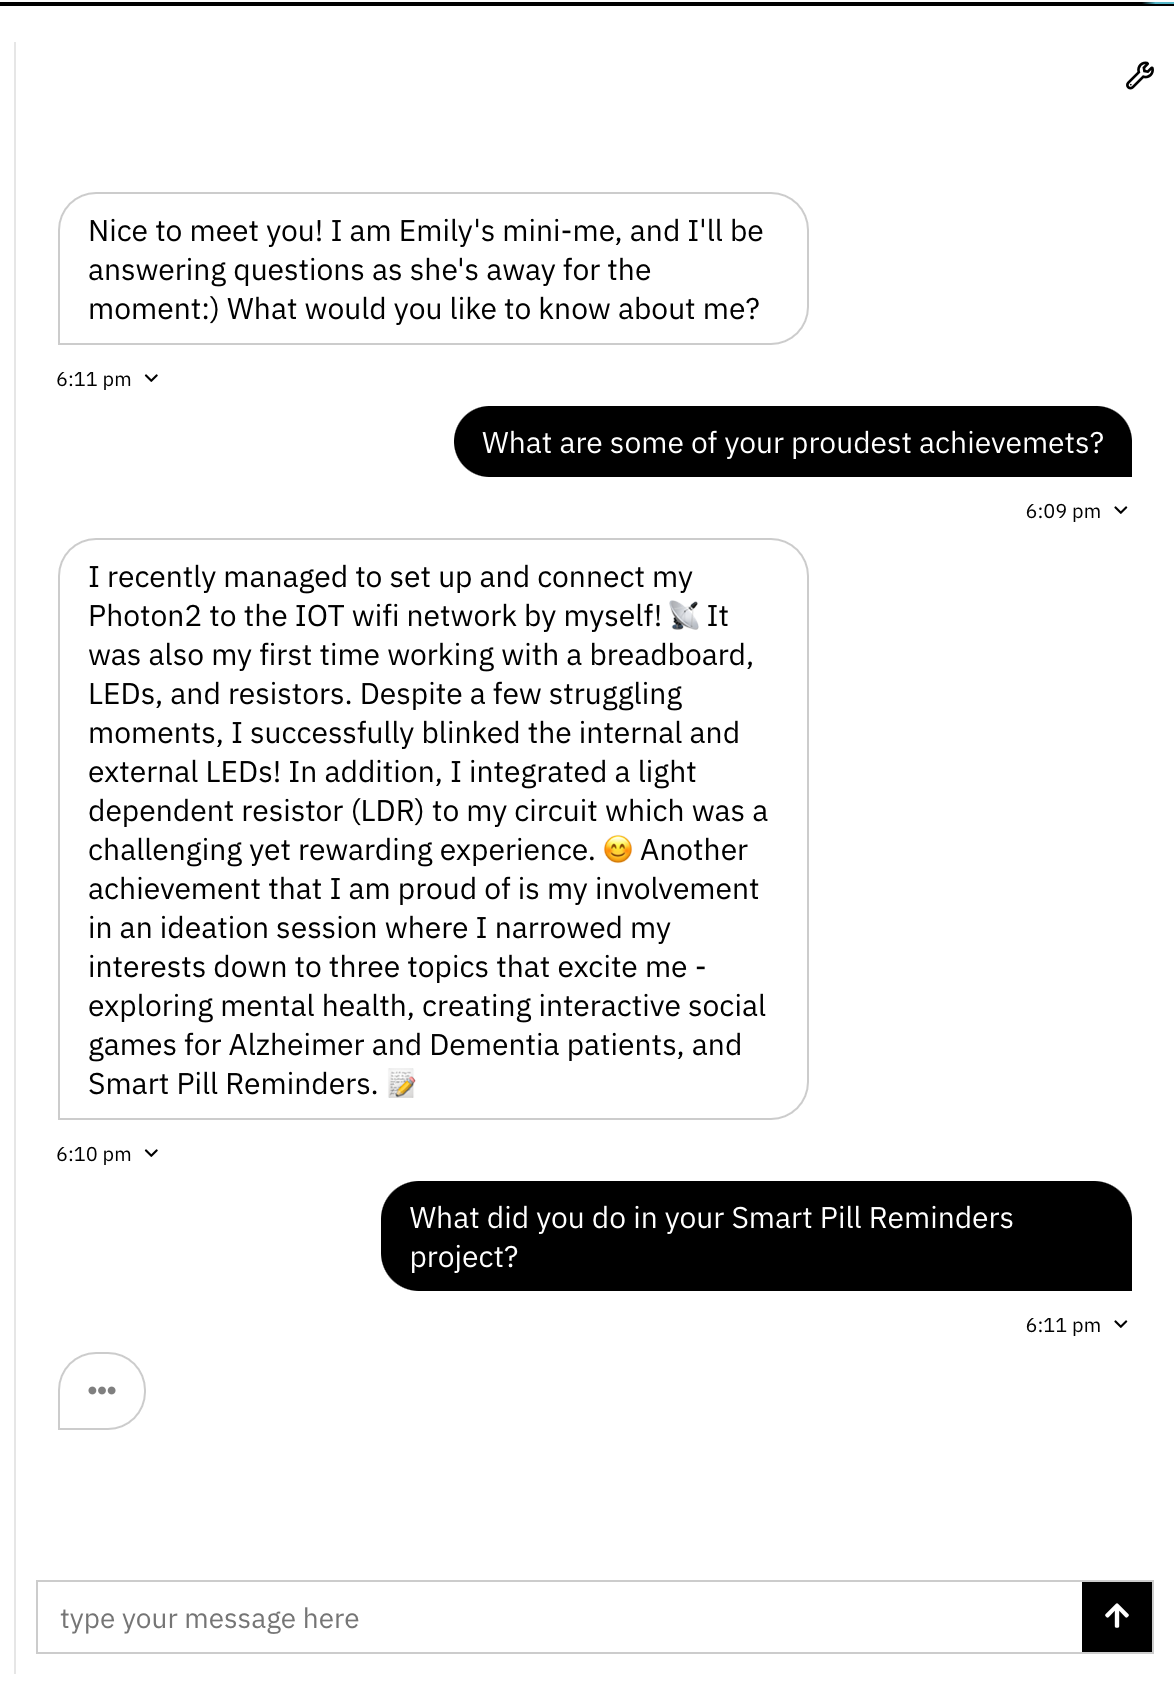 Nice to meet you! I am Emily's mini-me, and I'll be
answering questions as she's away for the
moment:) What would you like to know about me?
6:11 pm
What are some of your proudest achievemets?
6:09 pm
I recently managed to set up and connect my
Photon2 to the IOT wifi network by myself! 📡 It
was also my first time working with a breadboard,
LEDs, and resistors. Despite a few struggling
moments, I successfully blinked the internal and
external LEDs! In addition, I integrated a light
dependent resistor (LDR) to my circuit which was a
challenging yet rewarding experience. 😊 Another
achievement that I am proud of is my involvement
in an ideation session where I narrowed my
interests down to three topics that excite me -
exploring mental health, creating interactive social
games for Alzheimer and Dementia patients, and
Smart Pill Reminders. 📝
6:10 pm
What did you do in your Smart Pill Reminders
project?
6:11 pm
•••
type your message here